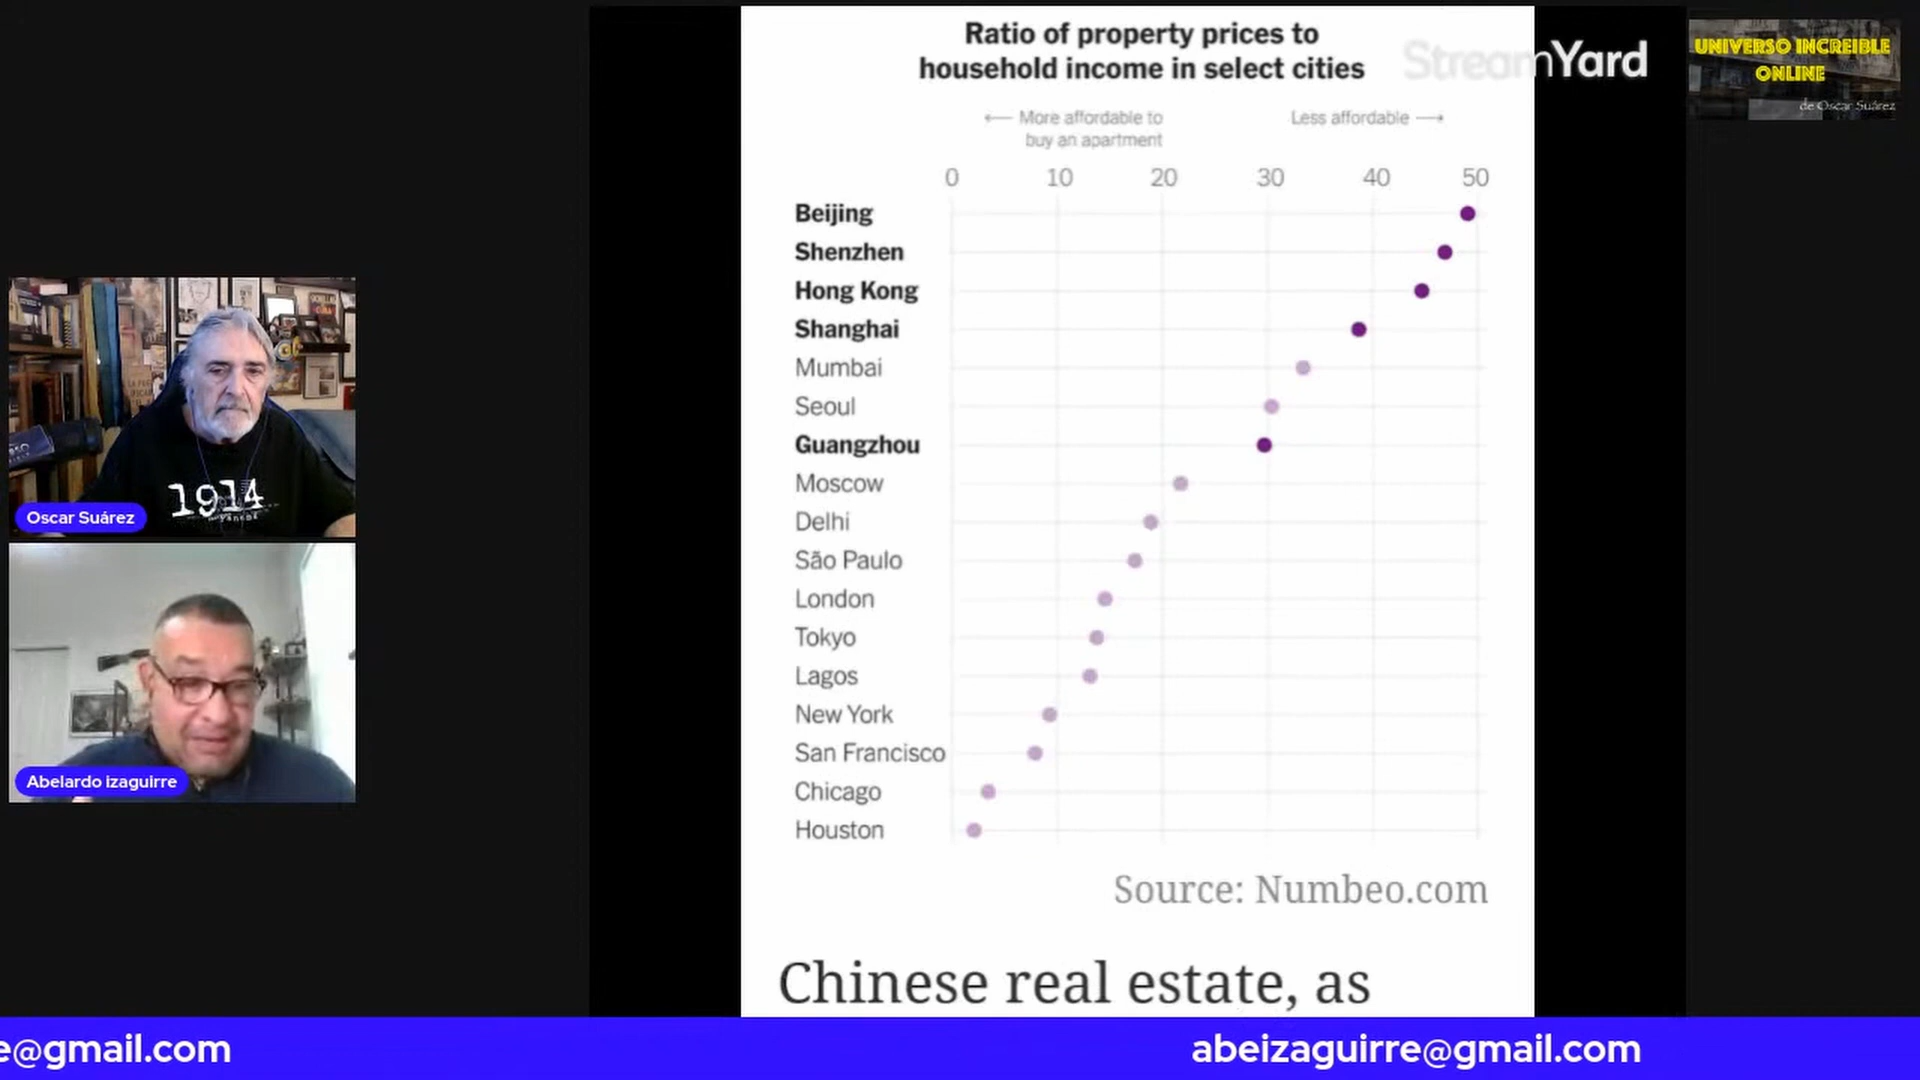 Ratio of property prices to
household income in select cities
StreamYard
UNIVERSO INCREIBLE
ONLINE
de Oscar Suárez
← More affordable to
buy an apartment
Less affordable →
0 10 20 30 40 50
Beijing
Shenzhen
Hong Kong
Shanghai
Mumbai
Seoul
Guangzhou
Moscow
Delhi
São Paulo
London
Tokyo
Lagos
New York
San Francisco
Chicago
Houston
Source: Numbeo.com
Chinese real estate, as
1914
Oscar Suárez
Abelardo izaguirre
e@gmail.com
abeizaguirre@gmail.com